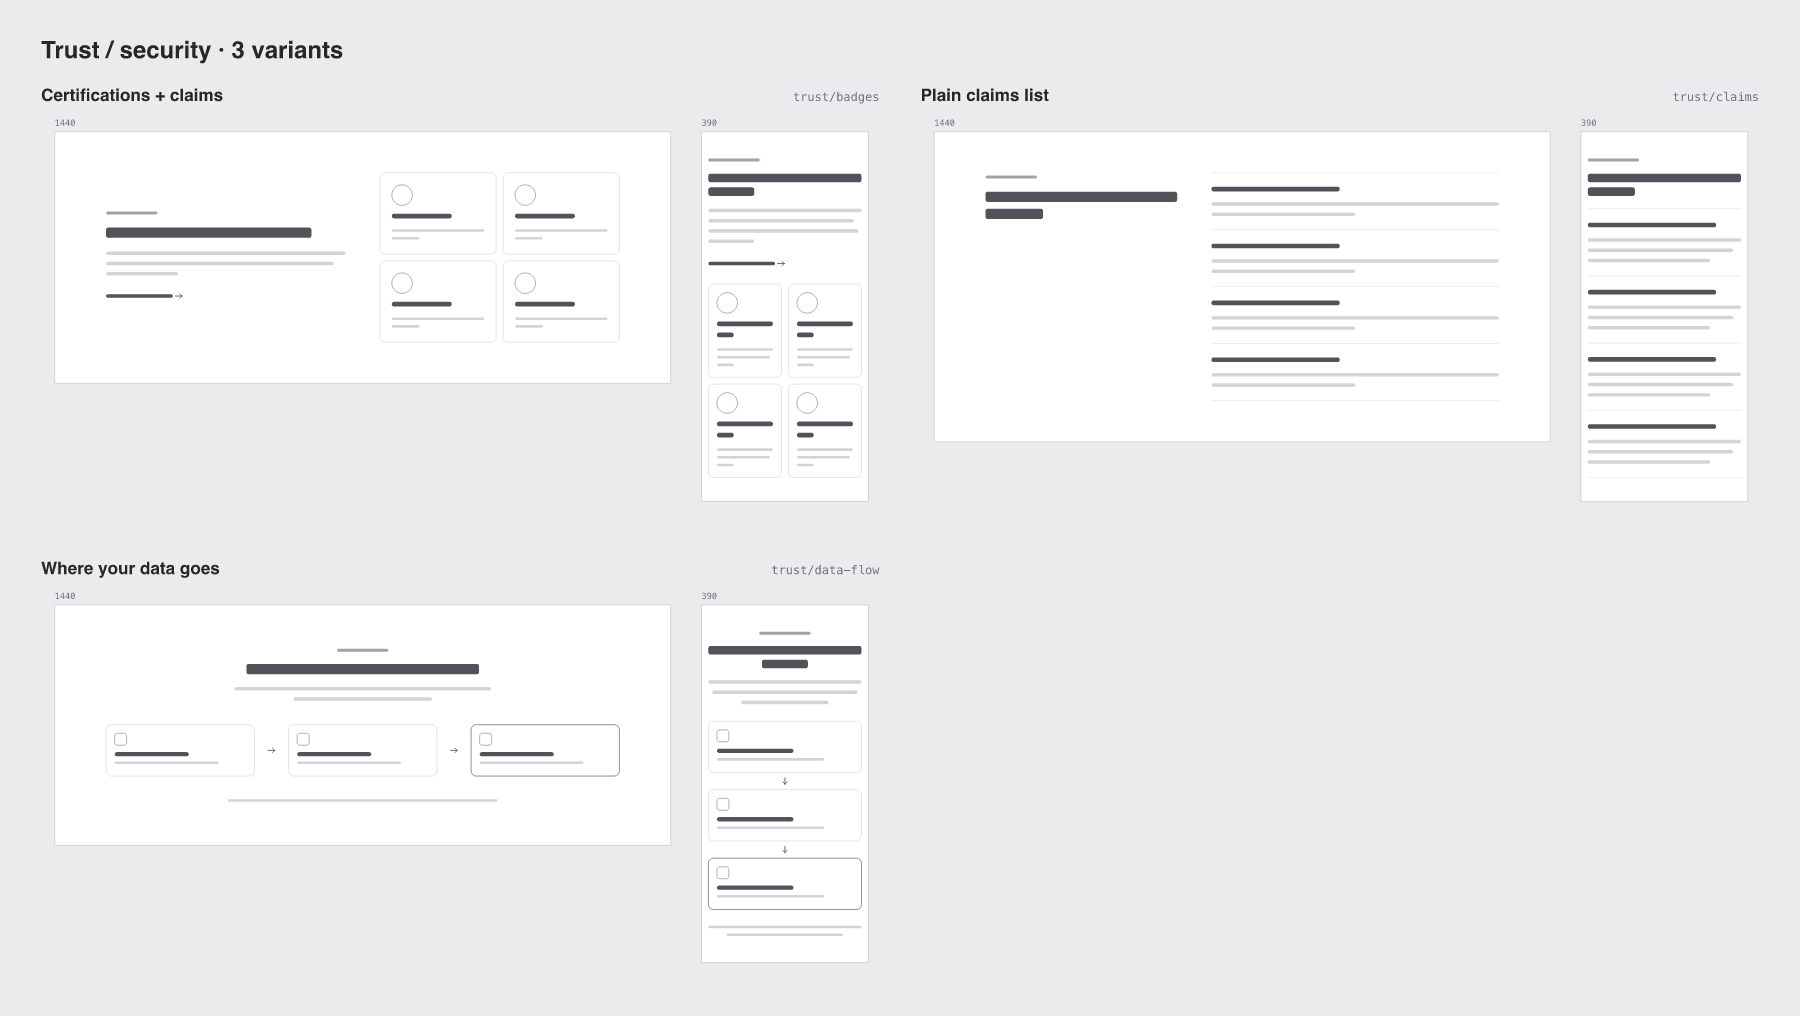 Trust / security · 3 variants
Certifications + claims
trust/badges
1440
390
Plain claims list
trust/claims
1440
390
Where your data goes
trust/data-flow
1440
390